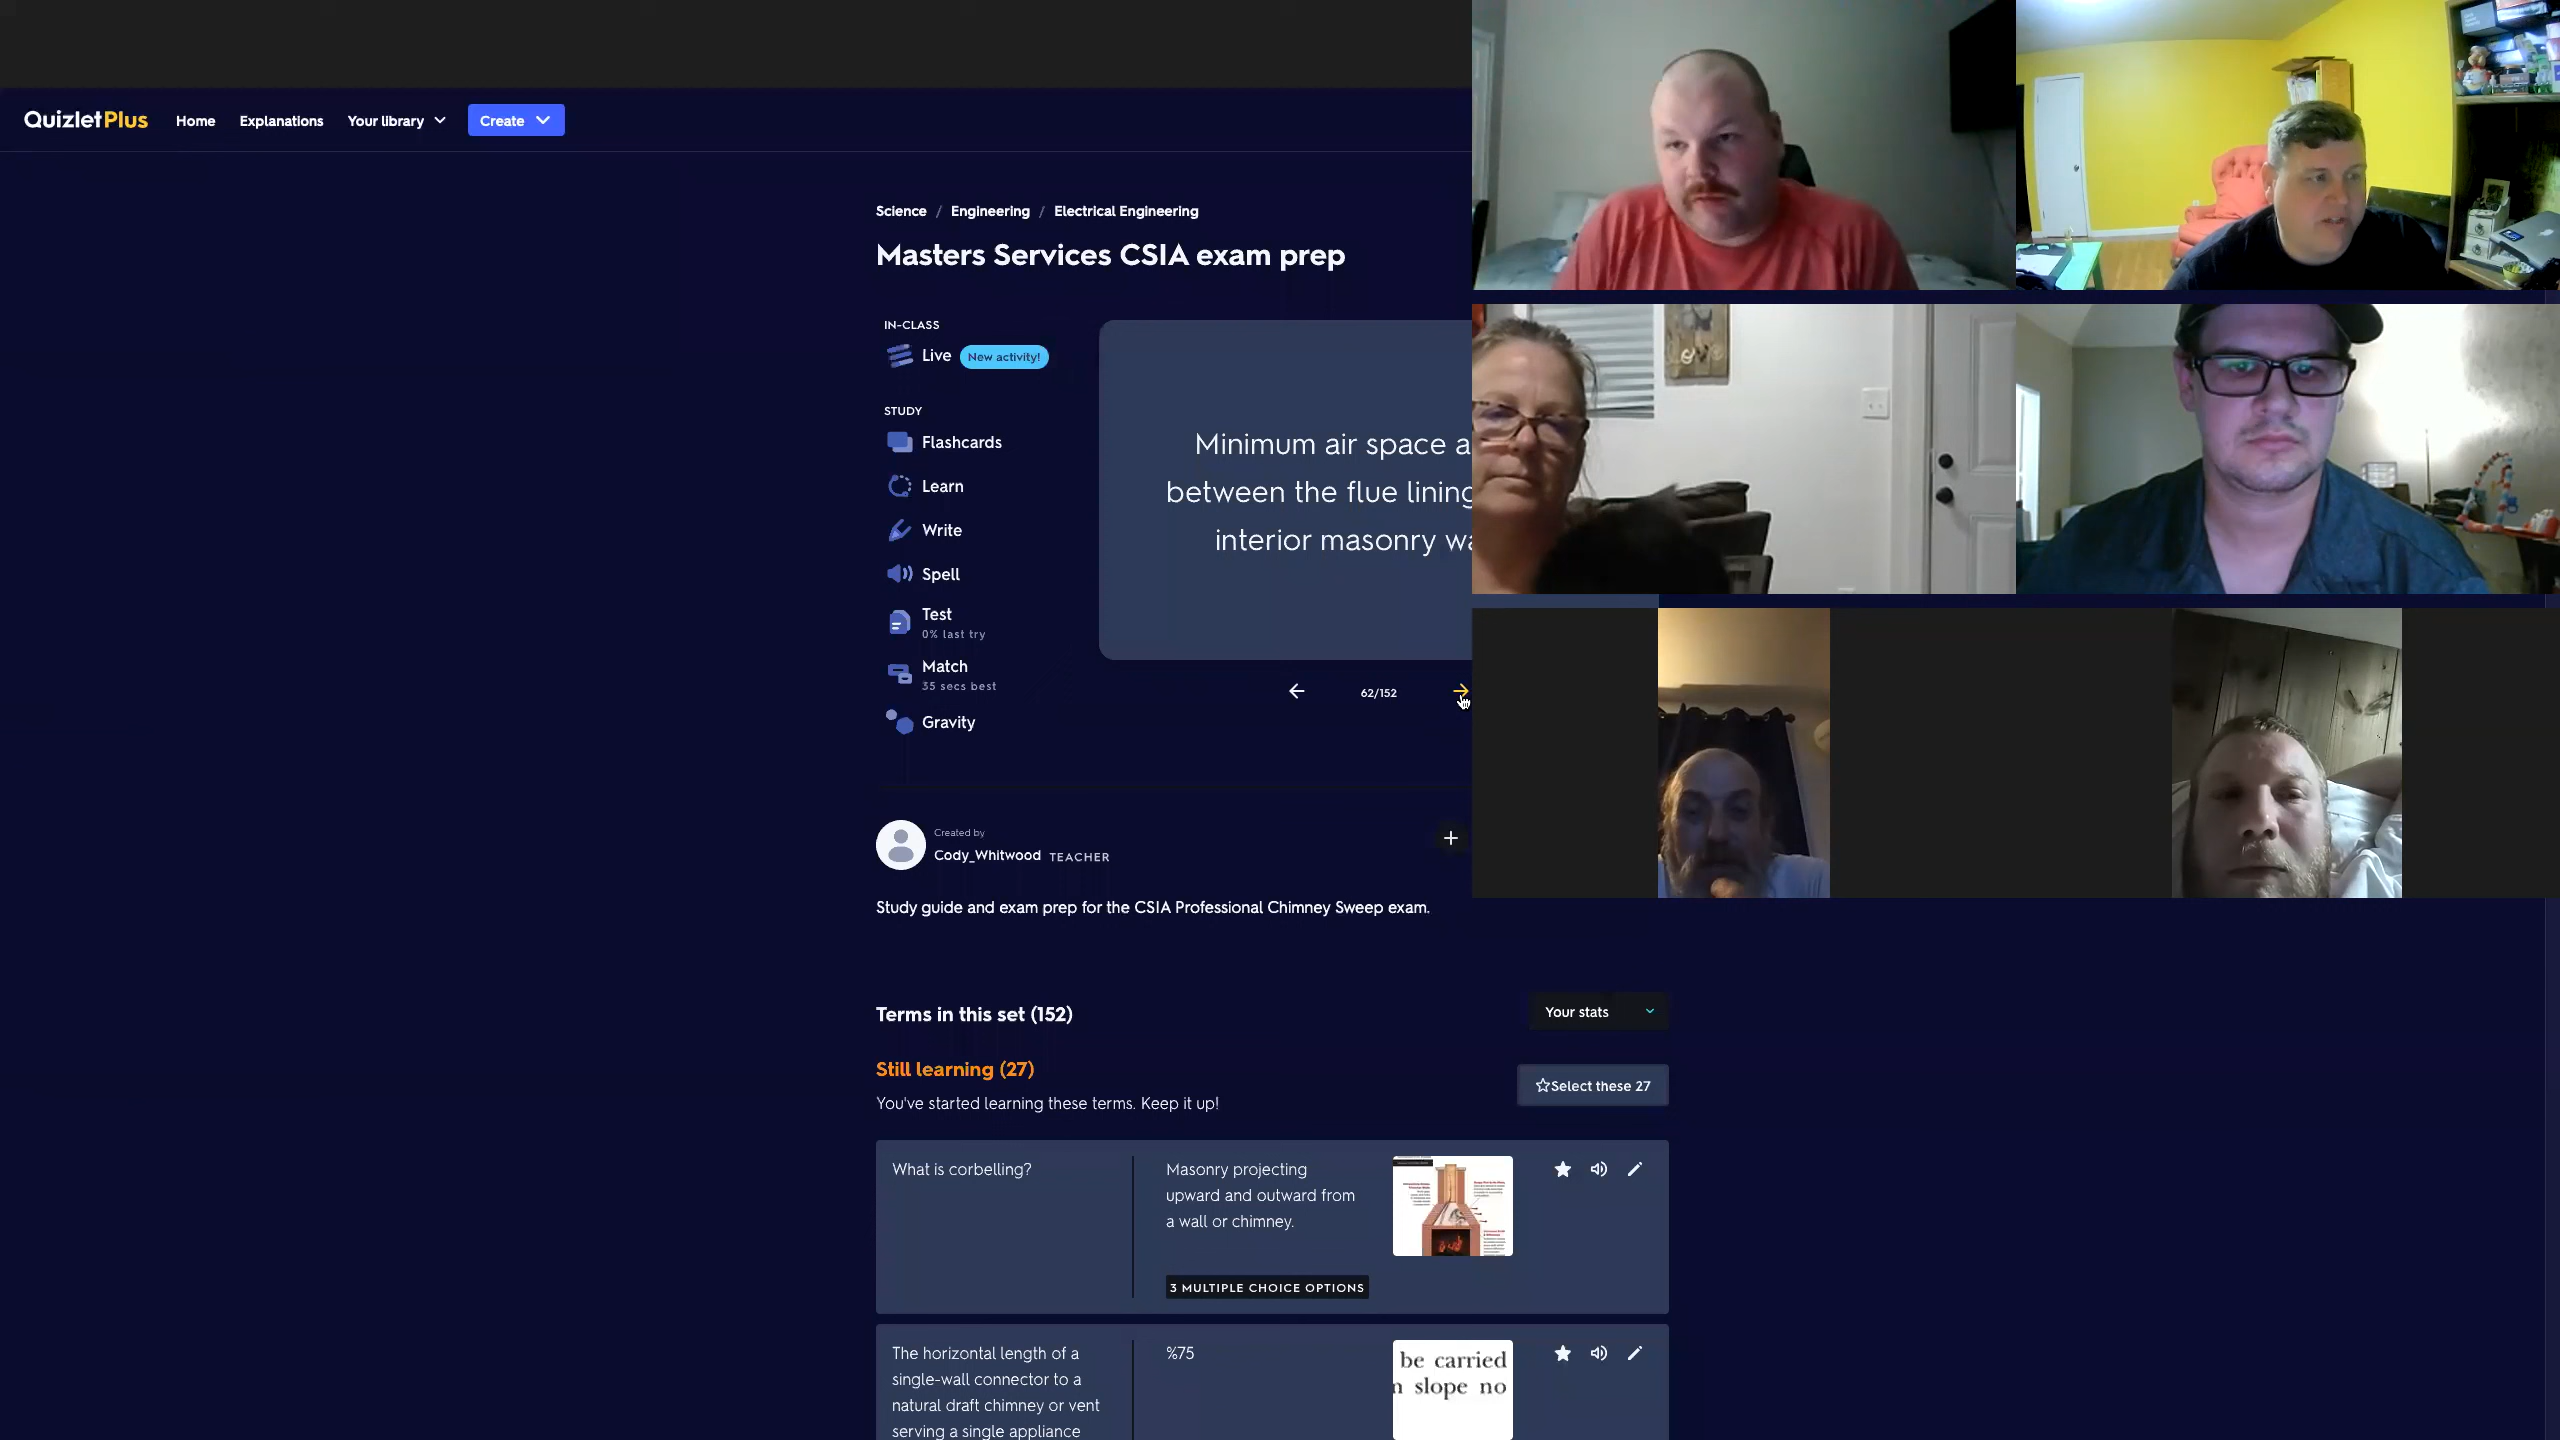 QuizletPlus Home Explanations Your library Create
Science / Engineering / Electrical Engineering
Masters Services CSIA exam prep
IN-CLASS
Live New activity!
STUDY
Flashcards
Learn
Write
Spell
Test
0% last try
Match
35 secs best
Gravity
Minimum air space
between the flue lining
interior masonry
62/152
Created by
Cody_Whitwood TEACHER
Study guide and exam prep for the CSIA Professional Chimney Sweep exam.
Terms in this set (152)
Your stats
Still learning (27)
Select these 27
You've started learning these terms. Keep it up!
What is corbelling?
Masonry projecting
upward and outward from
a wall or chimney.
3 MULTIPLE CHOICE OPTIONS
The horizontal length of a
single-wall connector to a
natural draft chimney or vent
serving a single appliance
%75
be carried
slope no